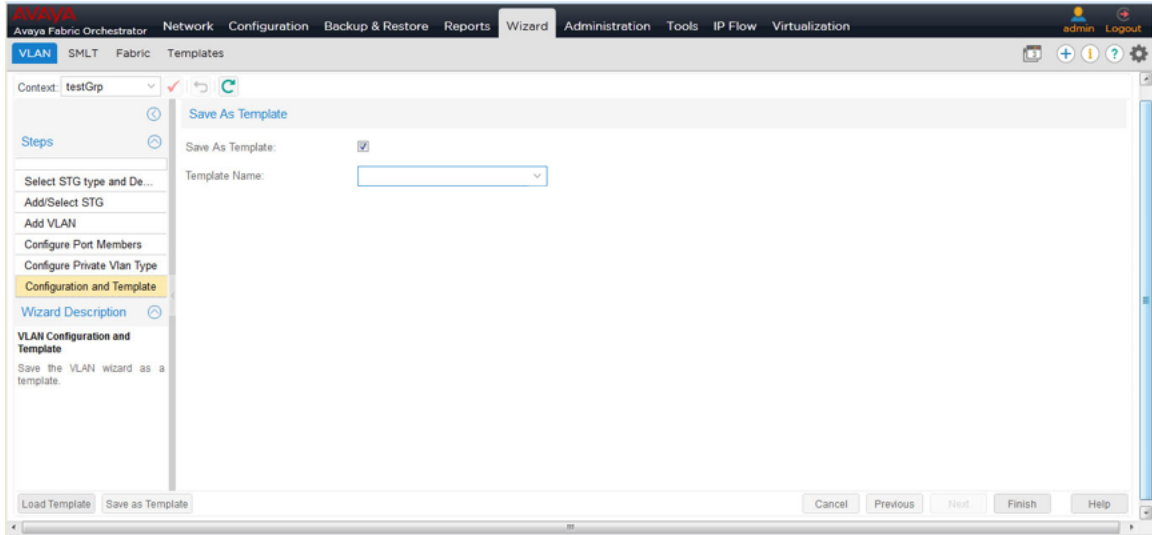 AVAYA
Avaya Fabric Orchestrator
Network Configuration Backup & Restore Reports Wizard Administration Tools IP Flow Virtualization
admin Logout
VLAN SMLT Fabric Templates
Context: testGrp
Save As Template
Steps
Save As Template:
Template Name:
Select STG type and De...
Add/Select STG
Add VLAN
Configure Port Members
Configure Private Vlan Type
Configuration and Template
Wizard Description
VLAN Configuration and
Template
Save the VLAN wizard as a
template.
Load Template Save as Template Cancel Previous Next Finish Help